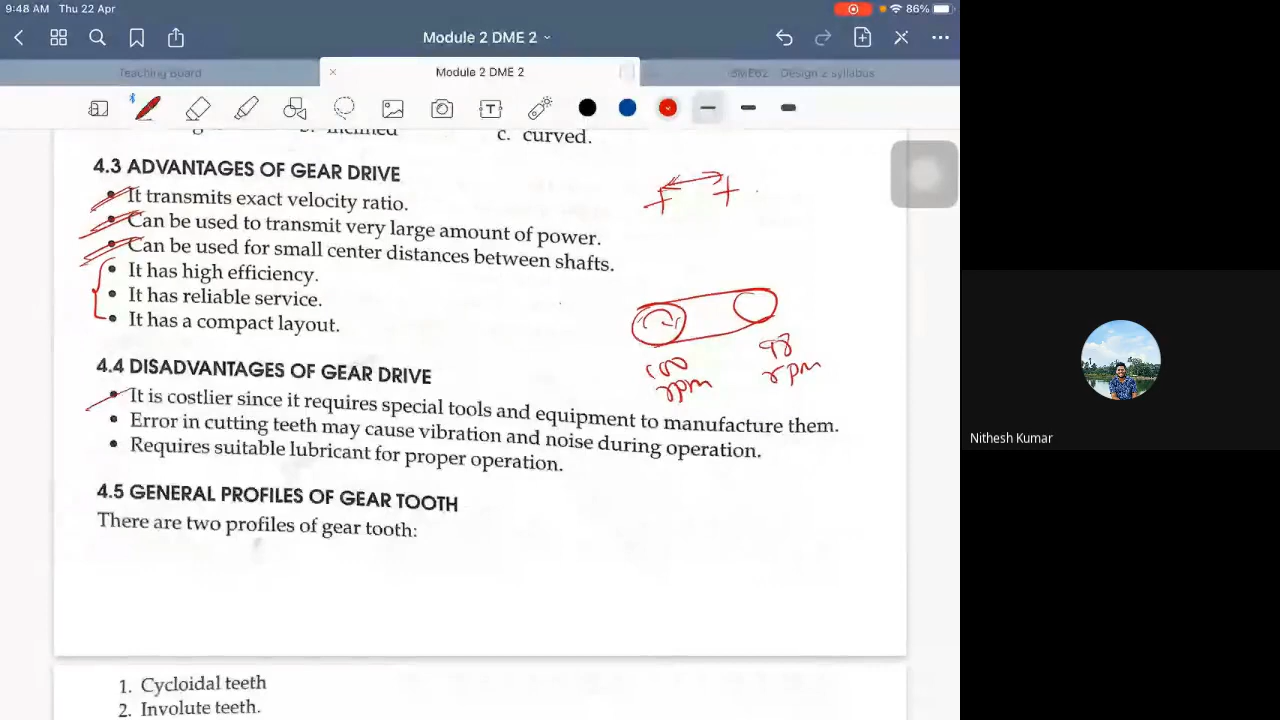 9:48 AM Thu 22 Apr
86%
Module 2 DME 2
Teaching Board
Module 2 DME 2
Design 2 syllabus
b. inclined
c. curved.
4.3 ADVANTAGES OF GEAR DRIVE
• It transmits exact velocity ratio.
• Can be used to transmit very large amount of power.
• Can be used for small center distances between shafts.
• It has high efficiency.
• It has reliable service.
• It has a compact layout.
100
rpm
98
rpm
4.4 DISADVANTAGES OF GEAR DRIVE
• It is costlier since it requires special tools and equipment to manufacture them.
• Error in cutting teeth may cause vibration and noise during operation.
• Requires suitable lubricant for proper operation.
4.5 GENERAL PROFILES OF GEAR TOOTH
There are two profiles of gear tooth:
1. Cycloidal teeth
2. Involute teeth.
Nithesh Kumar